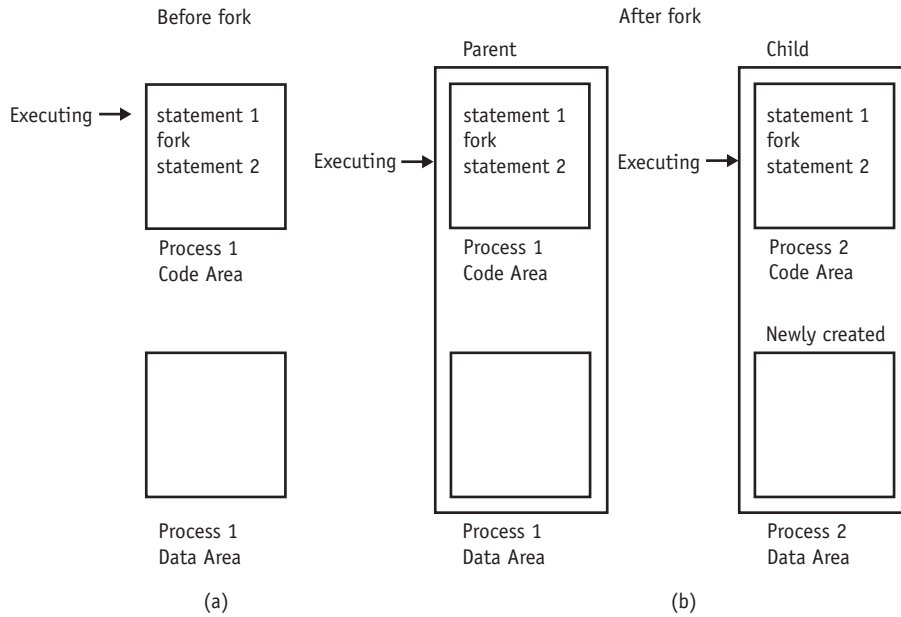 Before fork
After fork
Parent
Child
Executing
statement 1
fork
statement 2
Process 1
Code Area
Executing
statement 1
fork
statement 2
Process 1
Code Area
Executing
statement 1
fork
statement 2
Process 2
Code Area
Newly created
Process 1
Data Area
Process 1
Data Area
Process 2
Data Area
(a)
(b)